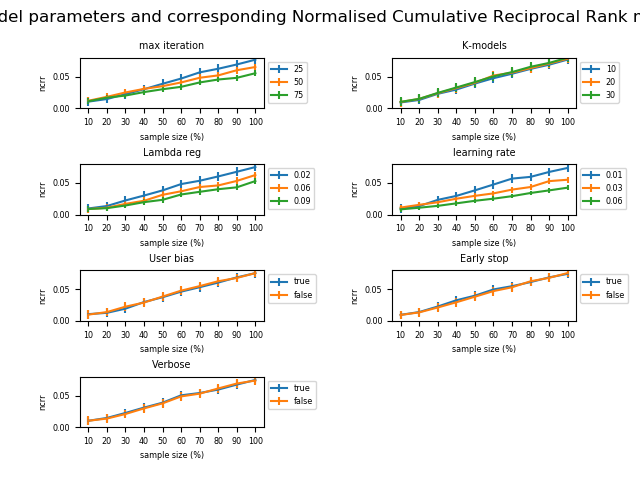 del parameters and corresponding Normalised Cumulative Reciprocal Rank
max iteration
ncrr
0.05
0.00
10 20 30 40 50 60 70 80 90 100
sample size (%)
25
50
75
K-models
ncrr
0.05
0.00
10 20 30 40 50 60 70 80 90 100
sample size (%)
10
20
30
Lambda reg
ncrr
0.05
0.00
10 20 30 40 50 60 70 80 90 100
sample size (%)
0.02
0.06
0.09
learning rate
ncrr
0.05
0.00
10 20 30 40 50 60 70 80 90 100
sample size (%)
0.01
0.03
0.06
User bias
ncrr
0.05
0.00
10 20 30 40 50 60 70 80 90 100
sample size (%)
true
false
Early stop
ncrr
0.05
0.00
10 20 30 40 50 60 70 80 90 100
sample size (%)
true
false
Verbose
ncrr
0.05
0.00
10 20 30 40 50 60 70 80 90 100
sample size (%)
true
false